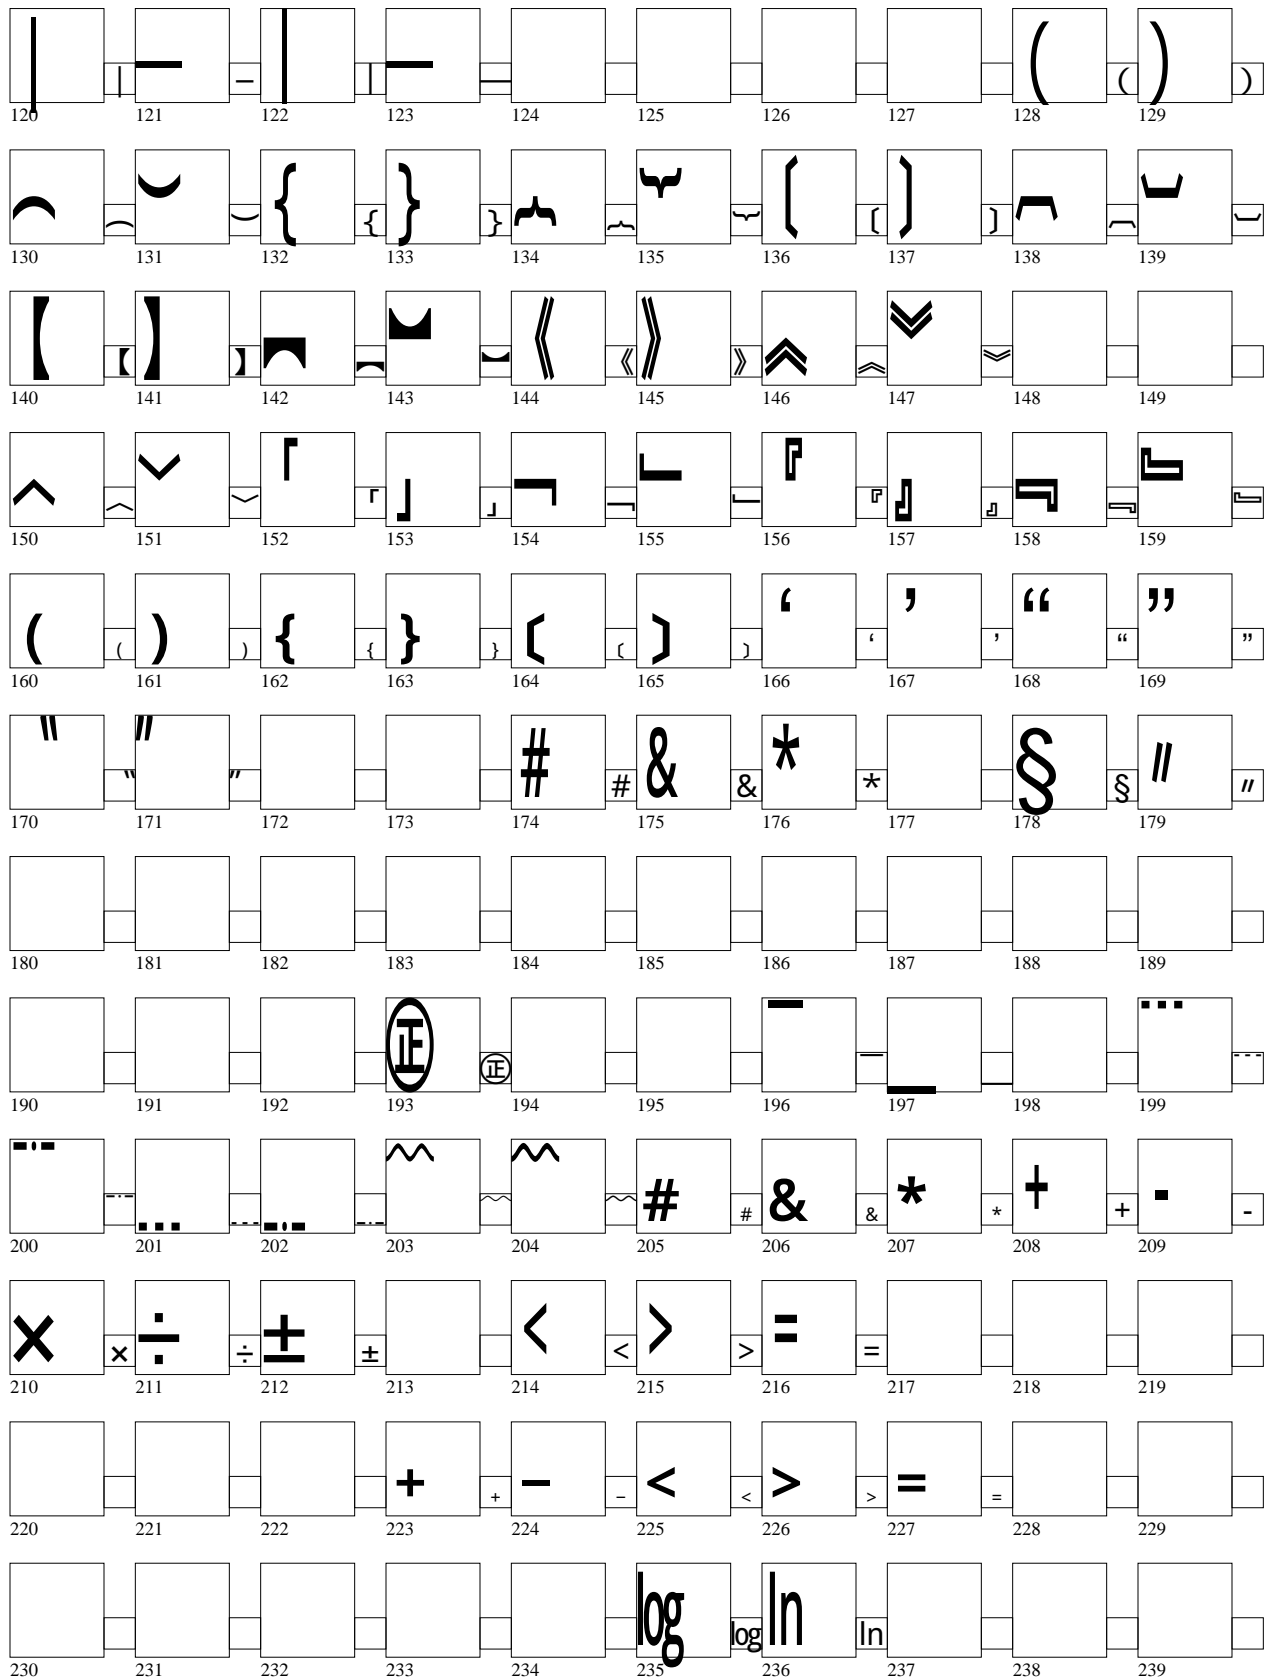 | | — – | | — —  ( ( ) )
120 121 122 123 124 125 126 127 128 129
︵ ︵ ︶ ︶ { { } } ︷ ︷ ︸ ︸ 〔 〔 〕 〕 ︹ ︹ ︺ ︺
130 131 132 133 134 135 136 137 138 139
【 【 】 】 ︻ ︻ ︼ ︼ 《 《 》 》 ︽ ︽ ︾ ︾
140 141 142 143 144 145 146 147 148 149
︿ ︿ ﹀ ﹀ 「 「 」 」 ﹁ ﹁ ﹂ ﹂ 『 『 』 』 ﹃ ﹃ ﹄ ﹄
150 151 152 153 154 155 156 157 158 159
﹙ ﹙ ﹚ ﹚ ﹛ ﹛ ﹜ ﹜ ﹝ ﹝ ﹞ ﹞ ‘ ‘ ’ ’ “ “ ” ”
160 161 162 163 164 165 166 167 168 169
〝 〝 〞 〞 # # & & * * § § 〃 〃
170 171 172 173 174 175 176 177 178 179
180 181 182 183 184 185 186 187 188 189
㊣ ㊣ ¯ ¯ _ _ ﹉ ﹉
190 191 192 193 194 195 196 197 198 199
﹊ ﹊ ﹍ ﹍ ﹎ ﹎ ﹋ ﹋ ﹌ ﹌ ﹟ ﹟ ﹠ ﹠ ﹡ ﹡ + + - -
200 201 202 203 204 205 206 207 208 209
× × ÷ ÷ ± ± < < > > = =
210 211 212 213 214 215 216 217 218 219
﹢ ﹢ ﹣ ﹣ ﹤ ﹤ ﹥ ﹥ ﹦ ﹦
220 221 222 223 224 225 226 227 228 229
log log ln ln
230 231 232 233 234 235 236 237 238 239